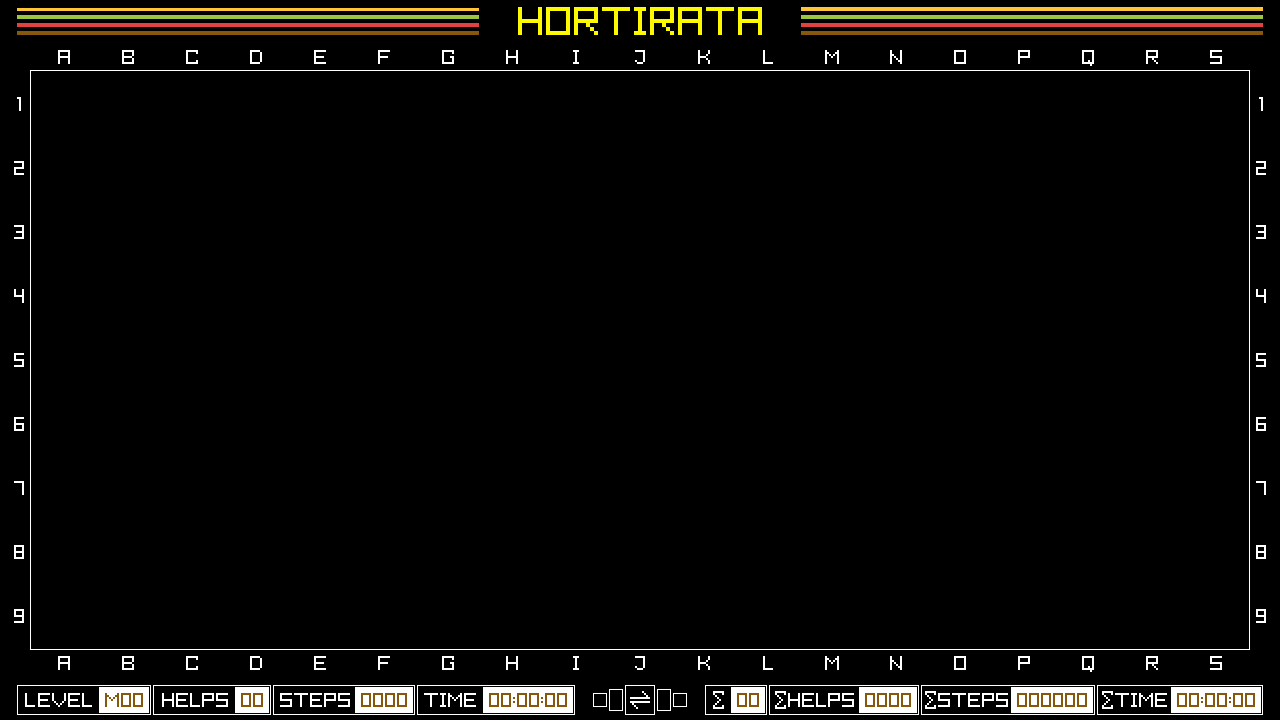 HORTIRATA
A B C D E F G H I J K L M N O P Q R S
1 1
2 2
3 3
4 4
5 5
6 6
7 7
8 8
9 9
A B C D E F G H I J K L M N O P Q R S
LEVEL M00 HELPS 00 STEPS 0000 TIME 00:00:00 ⇌ Σ 00 ΣHELPS 0000 ΣSTEPS 000000 ΣTIME 00:00:00